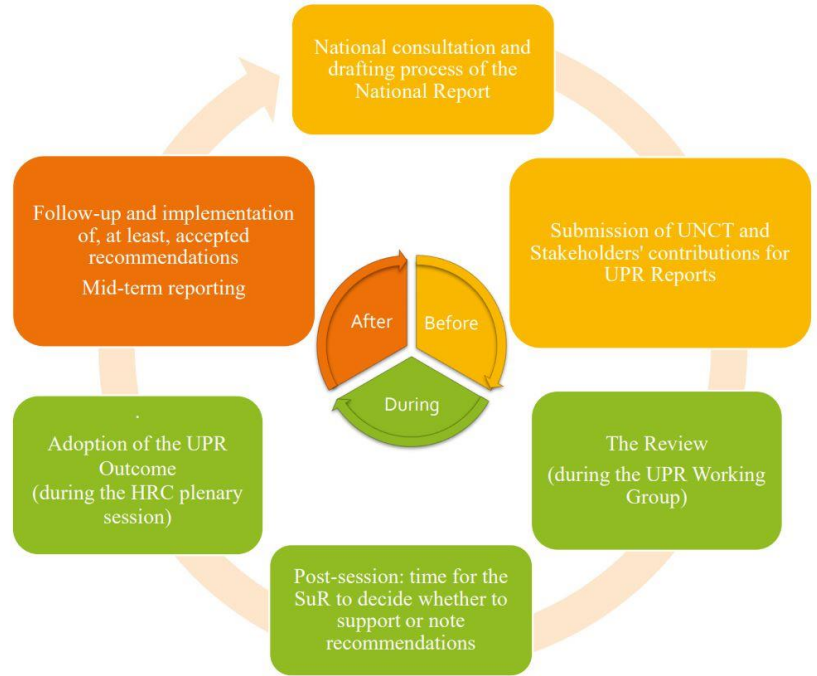 National consultation and
drafting process of the
National Report
Submission of UNCT and
Stakeholders' contributions for
UPR Reports
The Review
(during the UPR Working
Group)
Post-session: time for the
SuR to decide whether to
support or note
recommendations
.
Adoption of the UPR
Outcome
(during the HRC plenary
session)
Follow-up and implementation
of, at least, accepted
recommendations
Mid-term reporting
After
Before
During